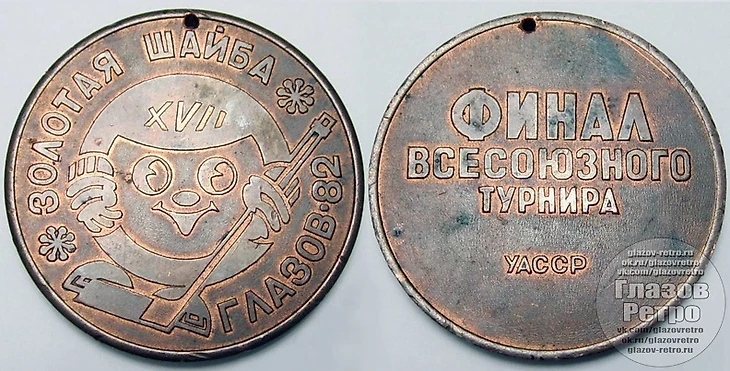 ЗОЛОТАЯ ШАЙБА
XVII
ГЛАЗОВ·82
ФИНАЛ
ВСЕСОЮЗНОГО
ТУРНИРА
УАССР
glazov-retro.ru
ok.ru/glazovretro
vk.com/glazovretro
Глазов
Ретро
vk.com/glazovretro
ok.ru/glazovretro
glazov-retro.ru